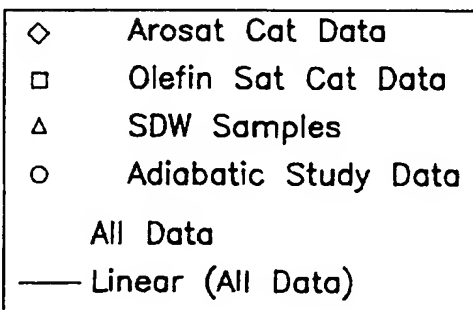 Arosat Cat Data
Olefin Sat Cat Data
SDW Samples
Adiabatic Study Data
All Data
Linear (All Data)